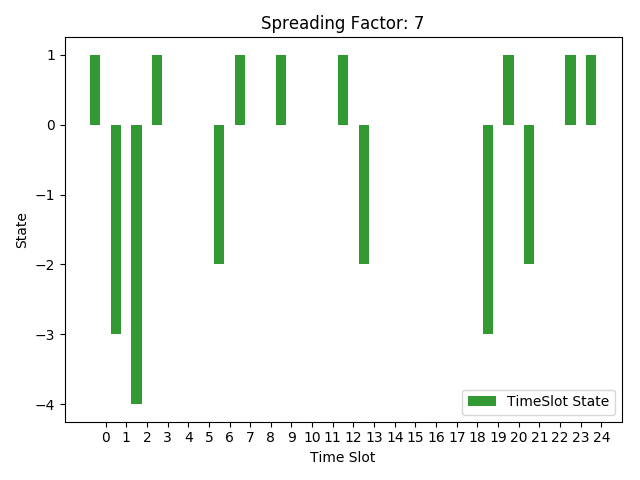 Spreading Factor: 7
1
0
−1
−2
−3
−4
State
0 1 2 3 4 5 6 7 8 9 10 11 12 13 14 15 16 17 18 19 20 21 22 23 24
Time Slot
TimeSlot State